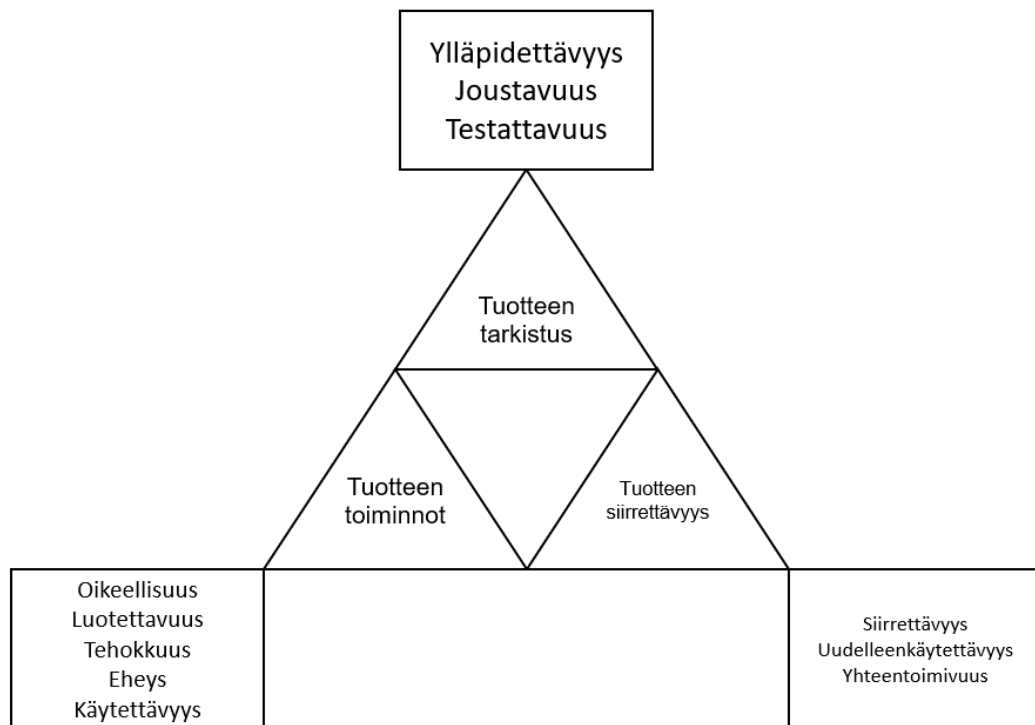 Ylläpidettävyys
Joustavuus
Testattavuus
Tuotteen
tarkistus
Tuotteen
toiminnot
Tuotteen
siirrettävyys
Oikeellisuus
Luotettavuus
Tehokkuus
Eheys
Käytettävyys
Siirrettävyys
Uudelleenkäytettävyys
Yhteentoimivuus